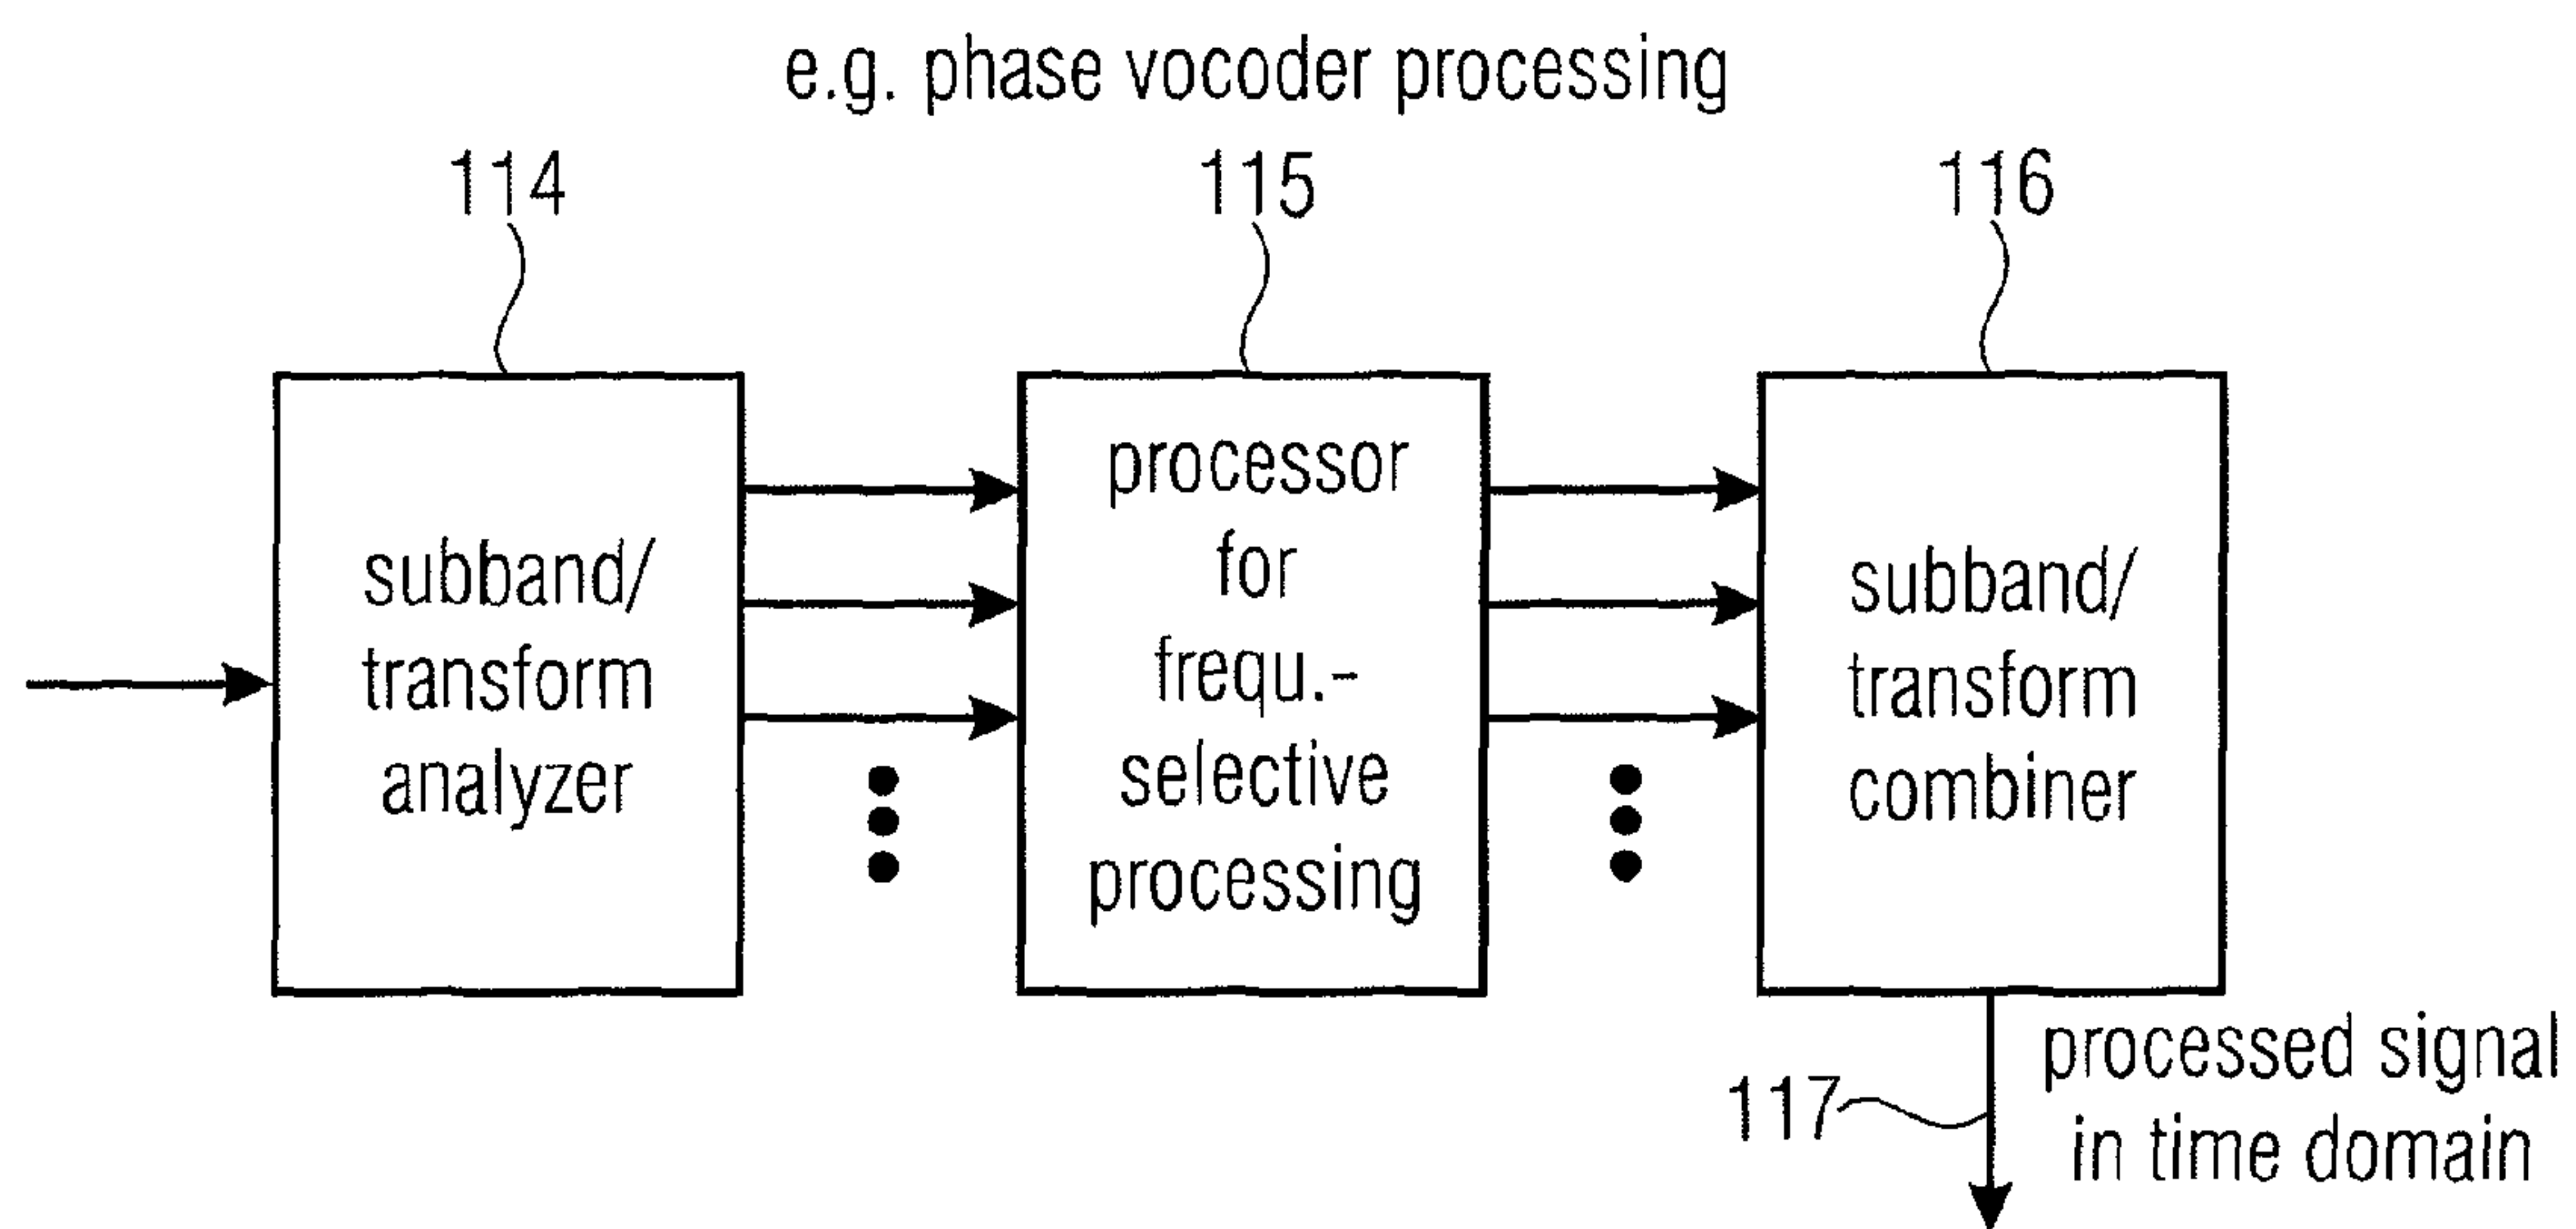 e.g. phase vocoder processing
114
115
116
subband/
transform
analyzer
processor
for
frequ.-
selective
processing
subband/
transform
combiner
117
processed signal
in time domain